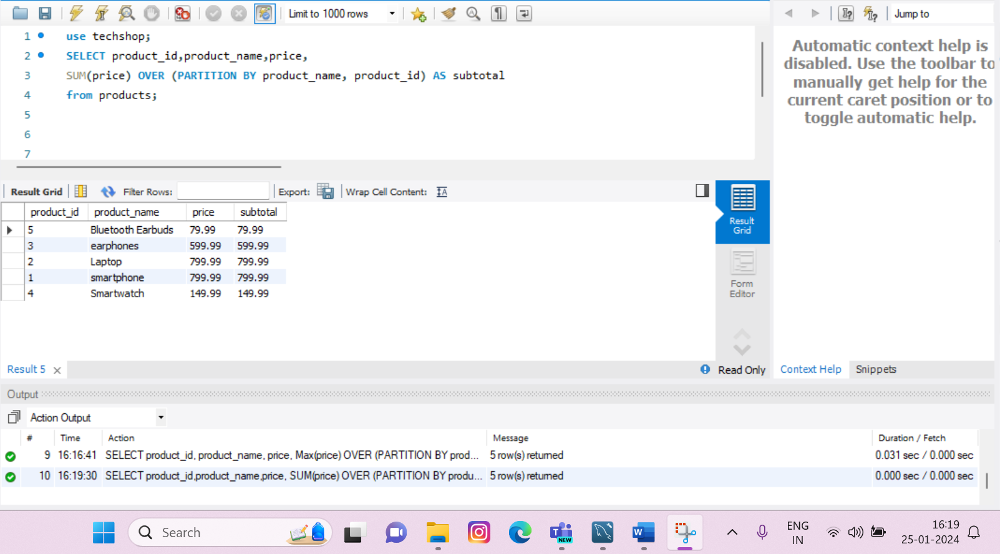 Limit to 1000 rows
Jump to
1 use techshop;
2 SELECT product_id,product_name,price,
3 SUM(price) OVER (PARTITION BY product_name, product_id) AS subtotal
4 from products;
5
6
7
Automatic context help is
disabled. Use the toolbar to
manually get help for the
current caret position or to
toggle automatic help.
Result Grid Filter Rows: Export: Wrap Cell Content:
product_id product_name price subtotal
5 Bluetooth Earbuds 79.99 79.99
3 earphones 599.99 599.99
2 Laptop 799.99 799.99
1 smartphone 799.99 799.99
4 Smartwatch 149.99 149.99
Result
Grid
Form
Editor
Result 5 Read Only
Context Help Snippets
Output
Action Output
# Time Action Message Duration / Fetch
9 16:16:41 SELECT product_id, product_name, price, Max(price) OVER (PARTITION BY prod... 5 row(s) returned 0.031 sec / 0.000 sec
10 16:19:30 SELECT product_id,product_name,price, SUM(price) OVER (PARTITION BY produ... 5 row(s) returned 0.000 sec / 0.000 sec
Search
NEW
W
ENG
IN
16:19
25-01-2024